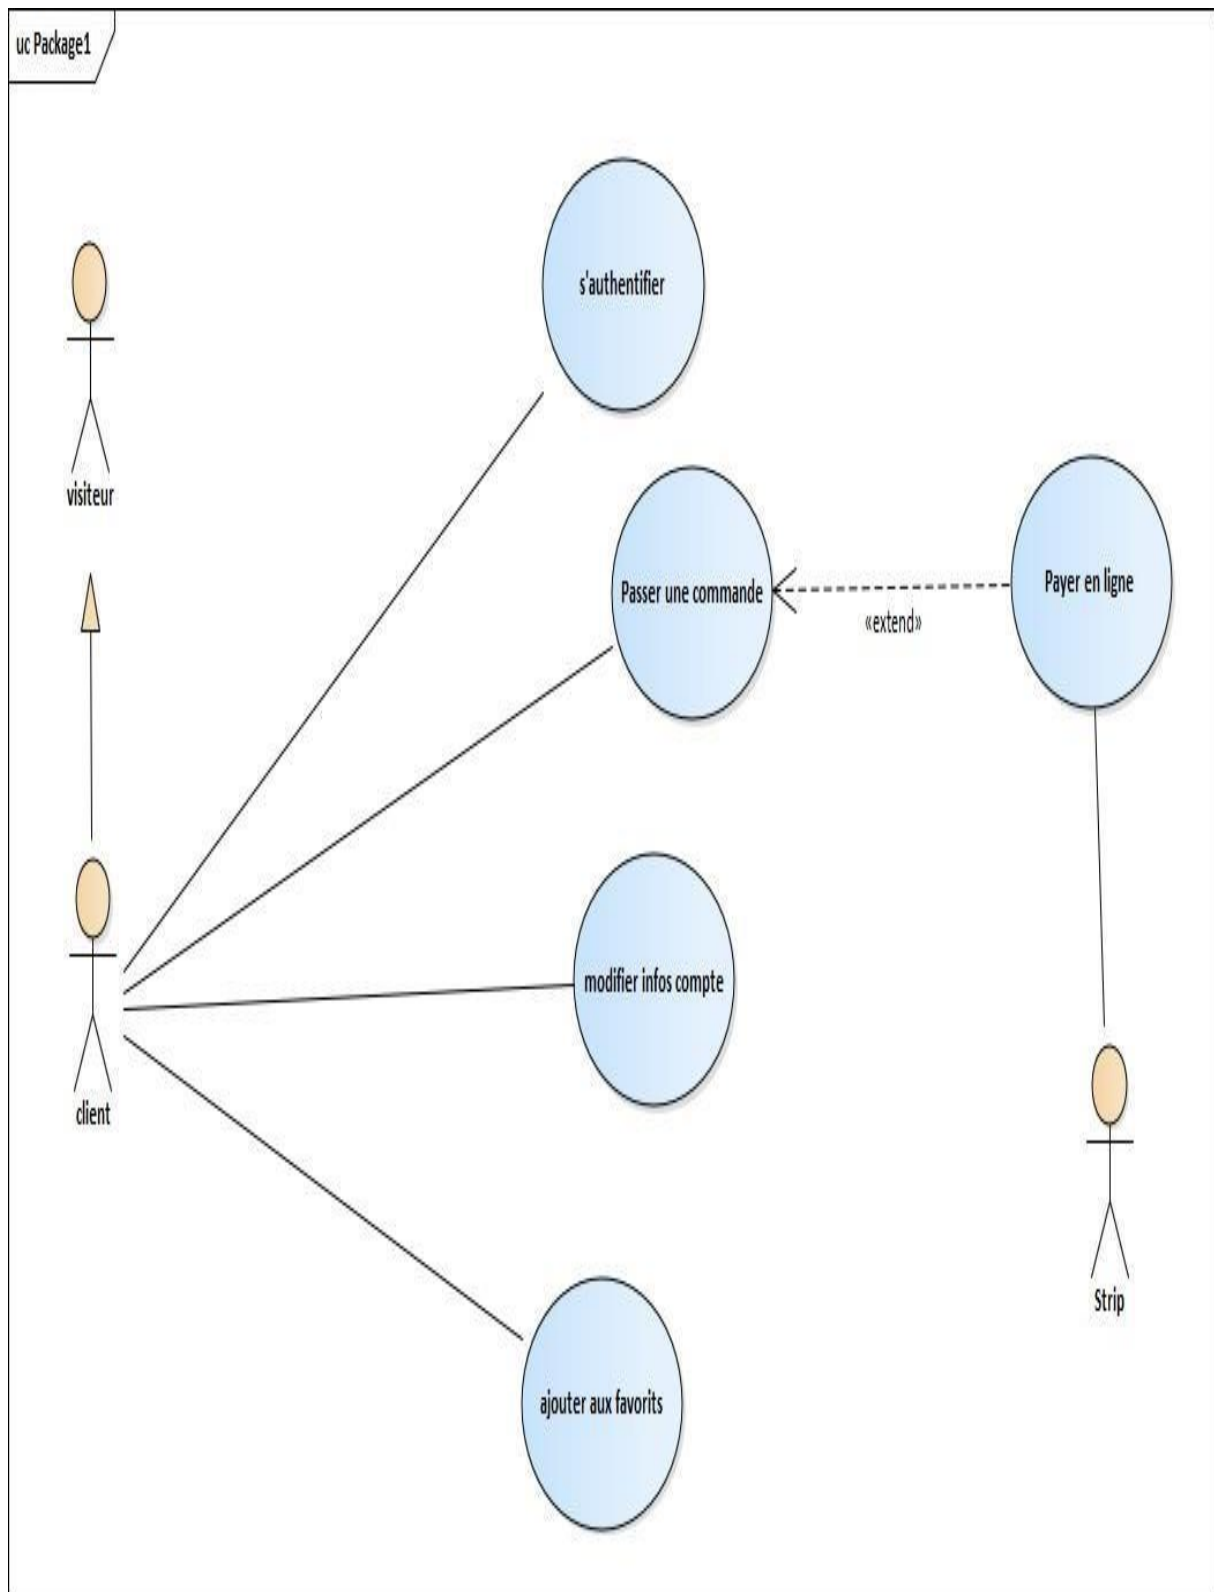 uc Package1
s'authentifier
visiteur
Passer une commande
Payer en ligne
«extend»
modifier infos compte
client
Strip
ajouter aux favorits